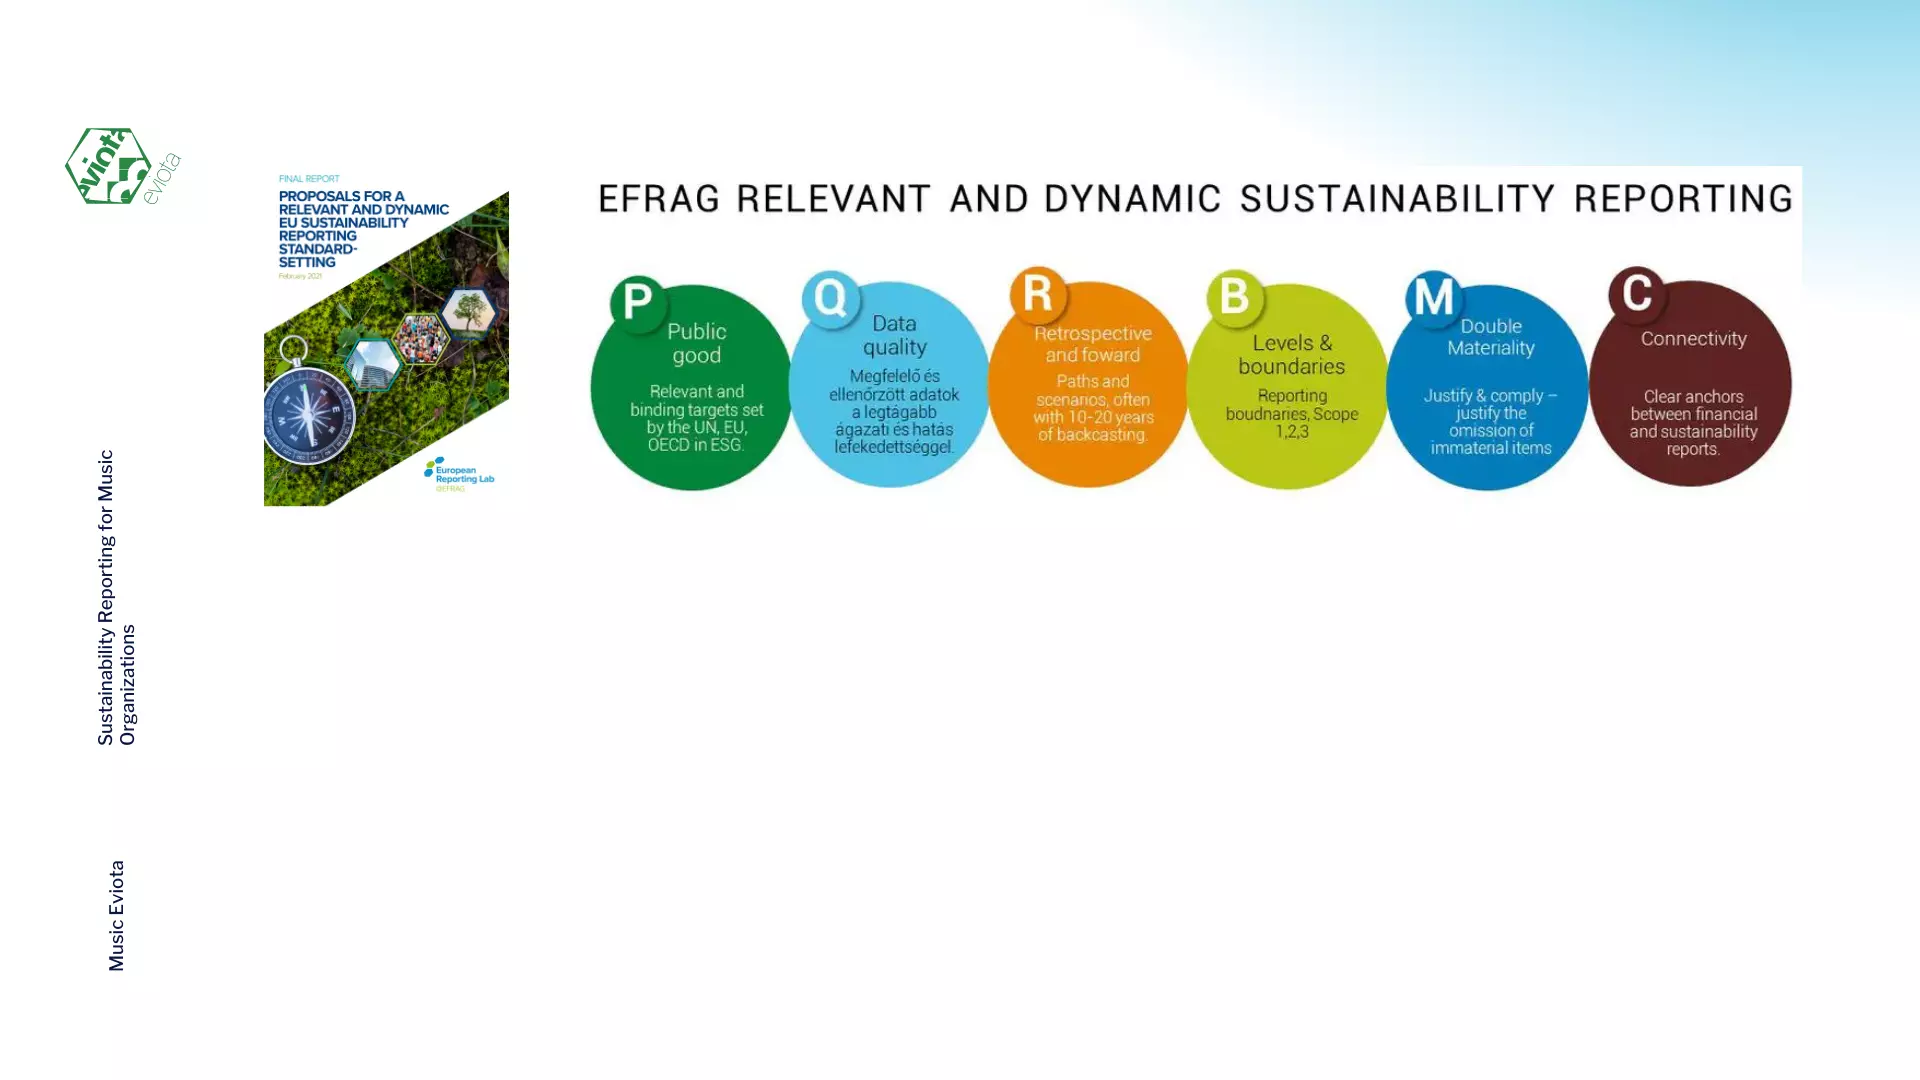 eviota
eviota
FINAL REPORT
PROPOSALS FOR A
RELEVANT AND DYNAMIC
EU SUSTAINABILITY
REPORTING
STANDARD-
SETTING
February 2021
European
Reporting Lab
@EFRAG
EFRAG RELEVANT AND DYNAMIC SUSTAINABILITY REPORTING
P
Public
good
Relevant and
binding targets set
by the UN, EU,
OECD in ESG.
Q
Data
quality
Megfelelő és
ellenőrzött adatok
a legtágabb
ágazati és hatás
lefekedettséggel.
R
Retrospective
and foward
Paths and
scenarios, often
with 10-20 years
of backcasting.
B
Levels &
boundaries
Reporting
boudnaries, Scope
1,2,3
M
Double
Materiality
Justify & comply –
justify the
omission of
immaterial items
C
Connectivity
Clear anchors
between financial
and sustainability
reports.
Sustainability Reporting for Music
Organizations
Music Eviota